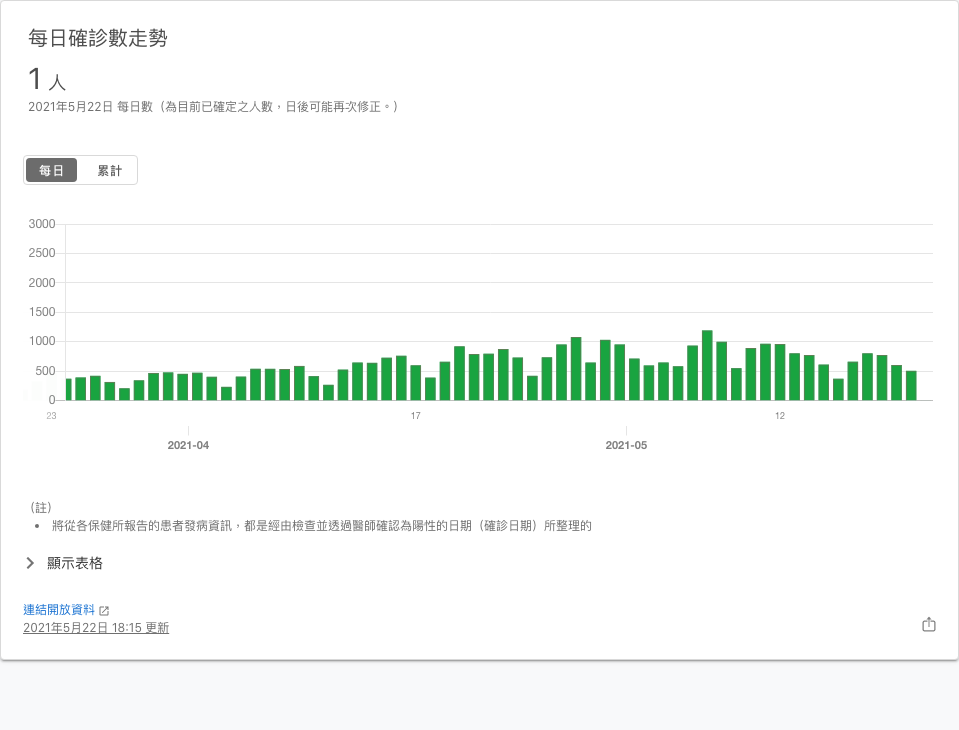 每日確診數走勢
1 人
2021年5月22日 每日數（為目前已確定之人數，日後可能再次修正。）
每日 累計
3000
2500
2000
1500
1000
500
0
23 17 12
2021-04 2021-05
（註）
• 將從各保健所報告的患者發病資訊，都是經由檢查並透過醫師確認為陽性的日期（確診日期）所整理的
顯示表格
連結開放資料
2021年5月22日 18:15 更新